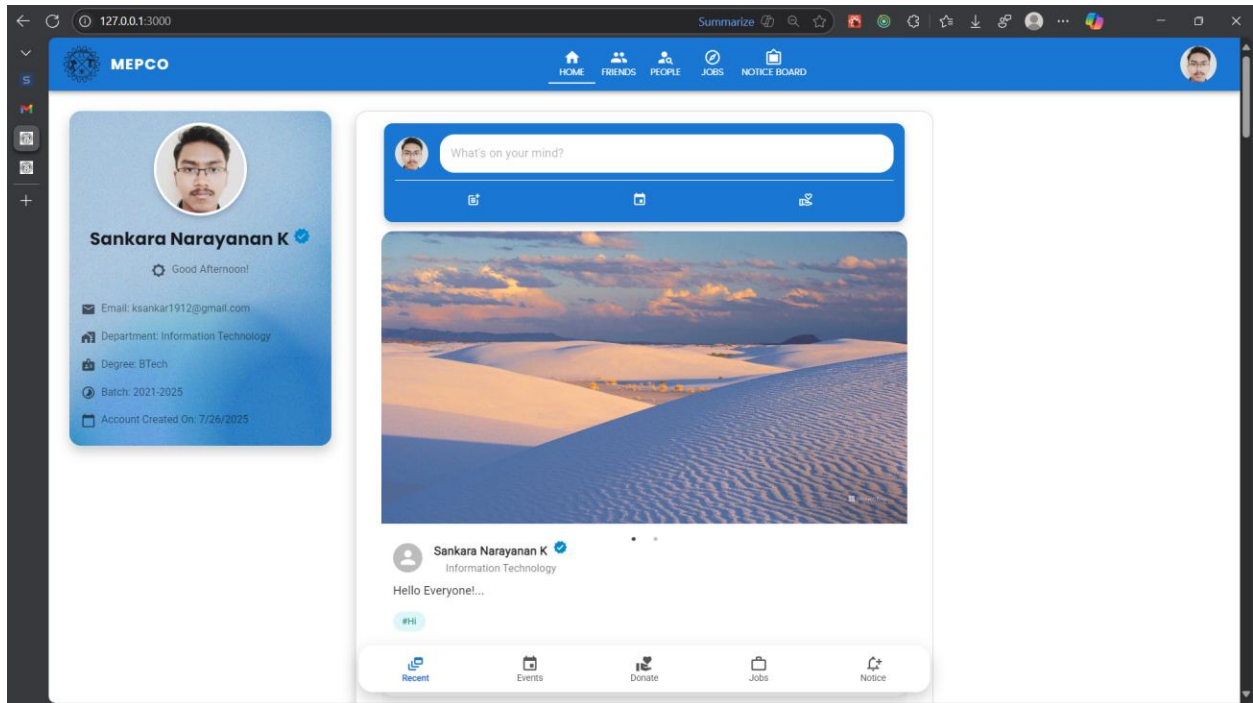 127.0.0.1:3000
Summarize
MEPCO
HOME
FRIENDS
PEOPLE
JOBS
NOTICE BOARD
Sankara Narayanan K
Good Afternoon!
Email: ksankar1912@gmail.com
Department: Information Technology
Degree: BTech
Batch: 2021-2025
Account Created On: 7/26/2025
What's on your mind?
Sankara Narayanan K
Information Technology
Hello Everyone!...
#Hi
Recent
Events
Donate
Jobs
Notice